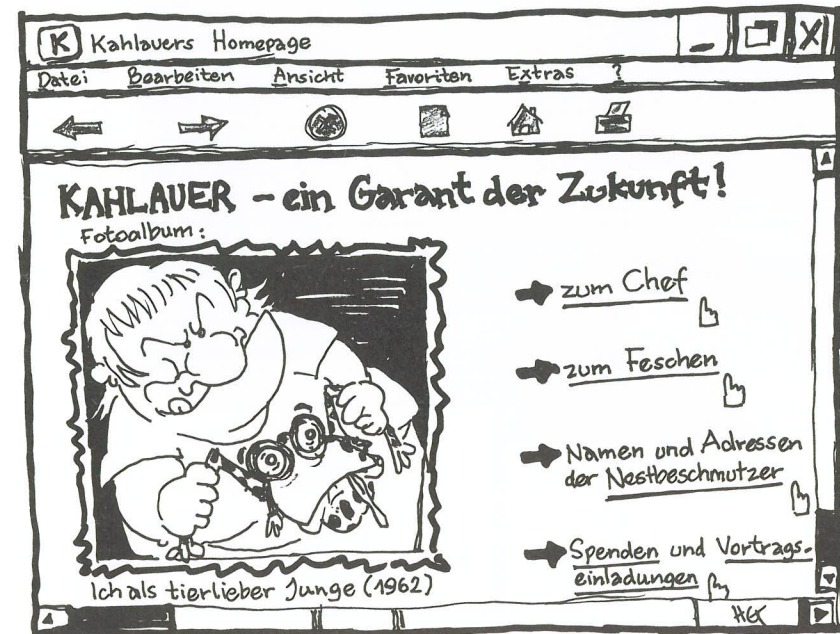 K Kahlauers Homepage
Datei Bearbeiten Ansicht Favoriten Extras ?
KAHLAUER - ein Garant der Zukunft!
Fotoalbum:
zum Chef
zum Feschen
Namen und Adressen
der Nestbeschmutzer
Spenden und Vortrags-
einladungen
Ich als tierlieber Junge (1962)